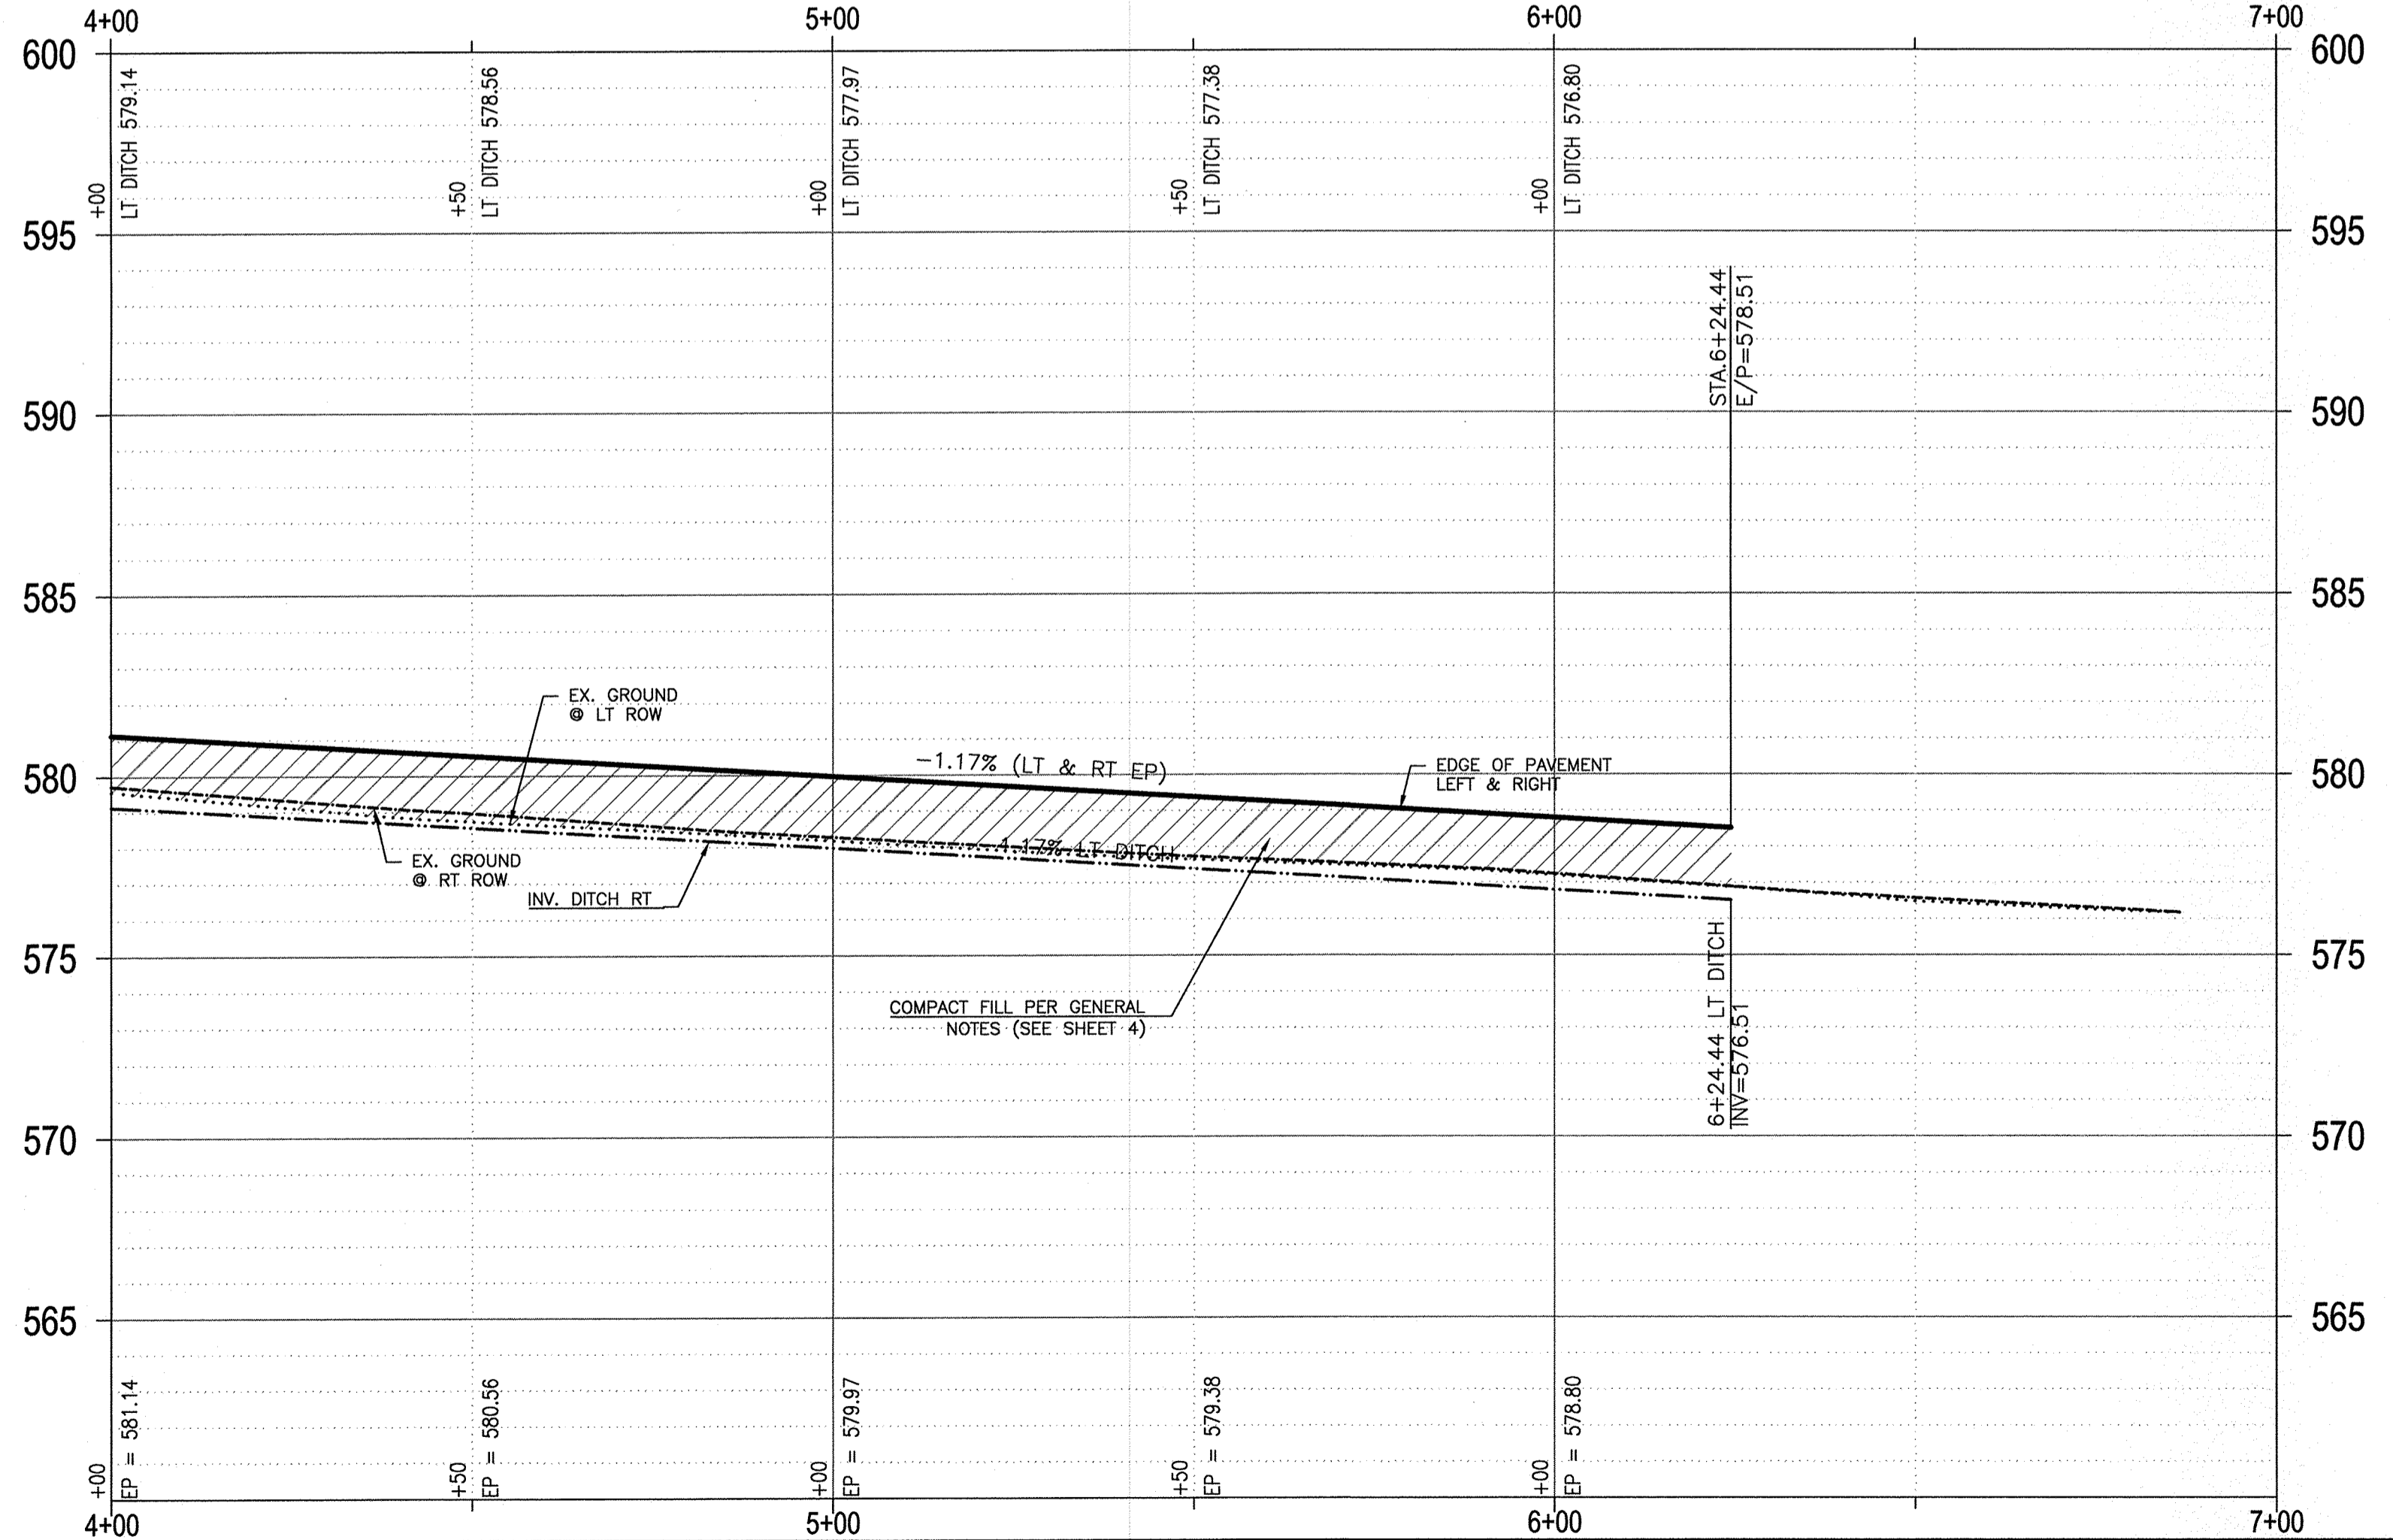 4+00 5+00 6+00 7+00
600 600
+00
LT DITCH 579.14
+50
LT DITCH 578.56
+00
LT DITCH 577.97
+50
LT DITCH 577.38
+00
LT DITCH 576.80
595 595
STA.6+24.44
E/P=578.51
590 590
585 585
EX. GROUND
@ LT ROW
-1.17% (LT & RT EP)
EDGE OF PAVEMENT
LEFT & RIGHT
580 580
1.17% LT DITCH
EX. GROUND
@ RT ROW
INV. DITCH RT
575 575
COMPACT FILL PER GENERAL
NOTES (SEE SHEET 4)
6+24.44 LT DITCH
INV=576.51
570 570
565 565
+00
EP = 581.14
+50
EP = 580.56
+00
EP = 579.97
+50
EP = 579.38
+00
EP = 578.80
4+00 5+00 6+00 7+00